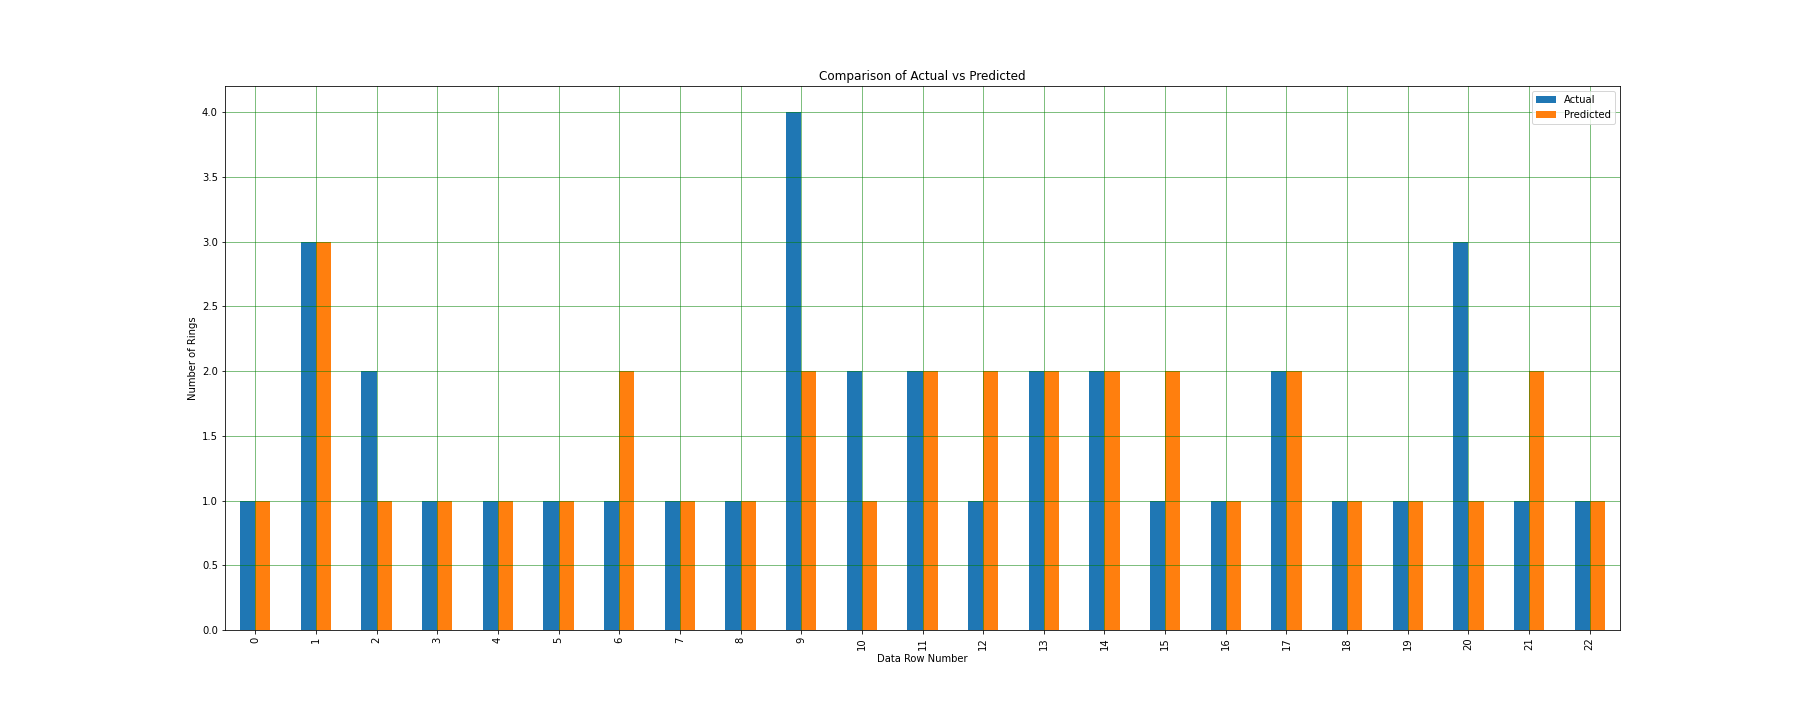 Comparison of Actual vs Predicted
Actual
Predicted
4.0
3.5
3.0
2.5
2.0
1.5
1.0
0.5
0.0
Number of Rings
0 1 2 3 4 5 6 7 8 9 10 11 12 13 14 15 16 17 18 19 20 21 22
Data Row Number